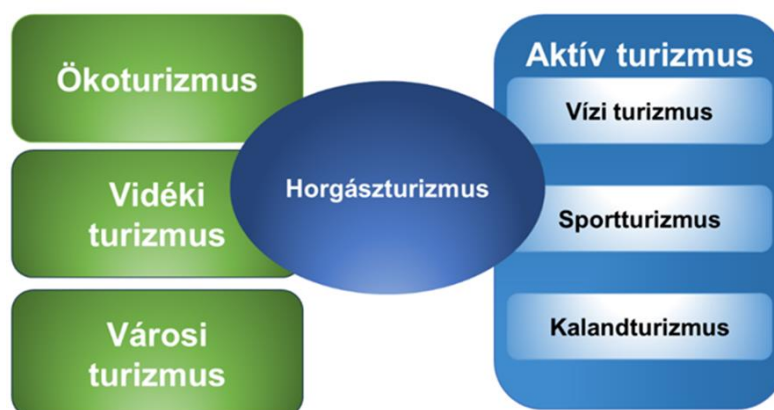 Ökoturizmus
Vidéki
turizmus
Városi
turizmus
Horgászturizmus
Aktív turizmus
Vízi turizmus
Sportturizmus
Kalandturizmus